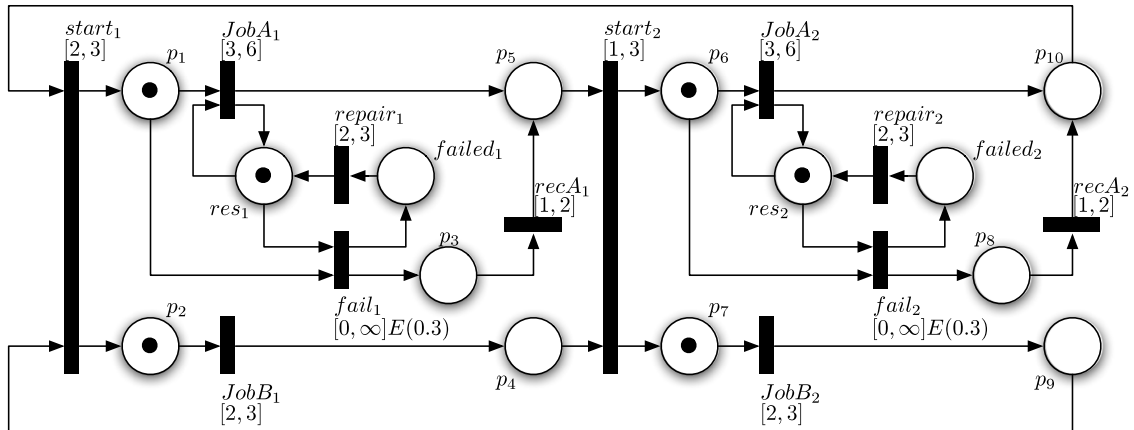 start₁
[2, 3]
p₁
JobA₁
[3, 6]
p₅
start₂
[1, 3]
p₆
JobA₂
[3, 6]
p₁₀
repair₁
[2, 3]
failed₁
repair₂
[2, 3]
failed₂
res₁
recA₁
[1, 2]
res₂
recA₂
[1, 2]
p₃
p₈
p₂
fail₁
[0, ∞]E(0.3)
p₇
fail₂
[0, ∞]E(0.3)
JobB₁
[2, 3]
p₄
JobB₂
[2, 3]
p₉